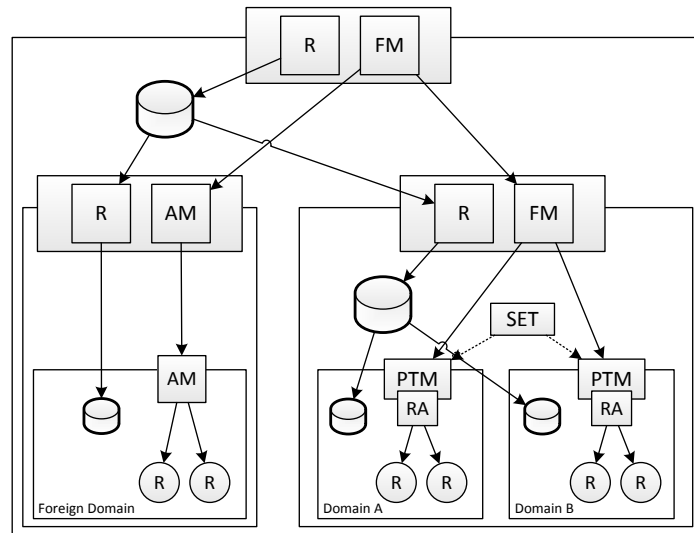 R FM
R AM
R FM
SET
AM
PTM
PTM
RA
RA
R R
R R
R R
Foreign Domain
Domain A
Domain B